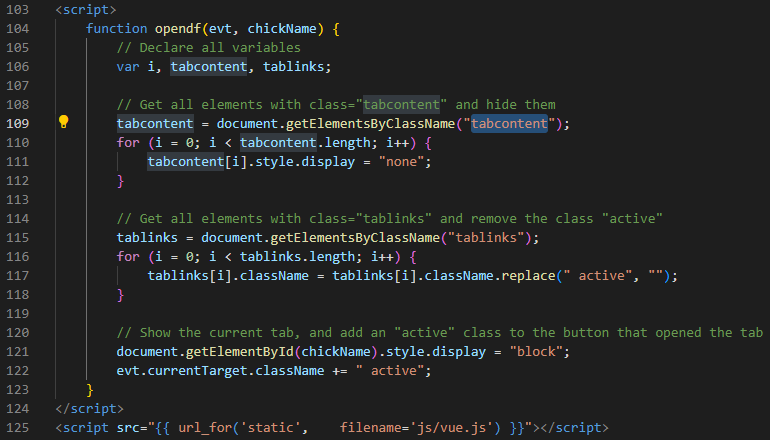 103 <script>
104     function opendf(evt, chickName) {
105         // Declare all variables
106         var i, tabcontent, tablinks;
107
108         // Get all elements with class="tabcontent" and hide them
109         tabcontent = document.getElementsByClassName("tabcontent");
110         for (i = 0; i < tabcontent.length; i++) {
111             tabcontent[i].style.display = "none";
112         }
113
114         // Get all elements with class="tablinks" and remove the class "active"
115         tablinks = document.getElementsByClassName("tablinks");
116         for (i = 0; i < tablinks.length; i++) {
117             tablinks[i].className = tablinks[i].className.replace(" active", "");
118         }
119
120         // Show the current tab, and add an "active" class to the button that opened the tab
121         document.getElementById(chickName).style.display = "block";
122         evt.currentTarget.className += " active";
123     }
124 </script>
125 <script src="{{ url_for('static',    filename='js/vue.js') }}"></script>